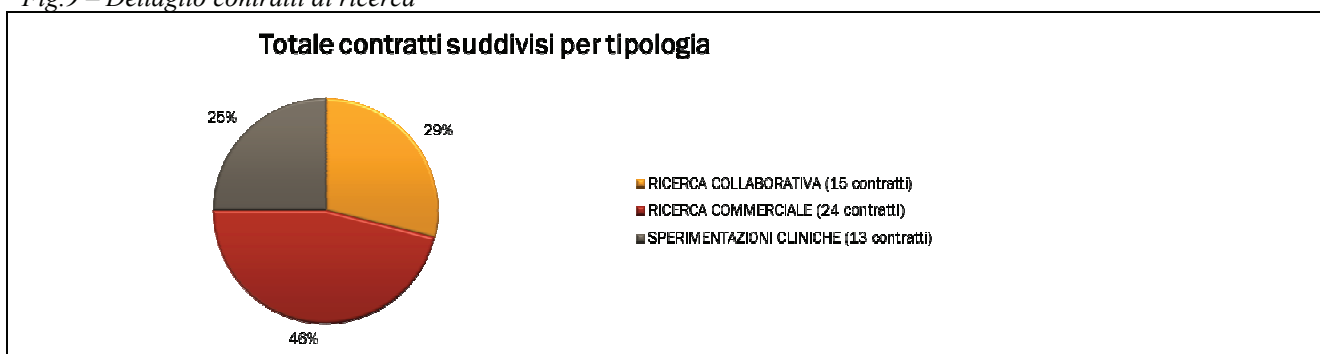 Fig.9 – Dettaglio contratti di ricerca
Totale contratti suddivisi per tipologia
25%
29%
RICERCA COLLABORATIVA (15 contratti)
RICERCA COMMERCIALE (24 contratti)
SPERIMENTAZIONI CLINICHE (13 contratti)
46%